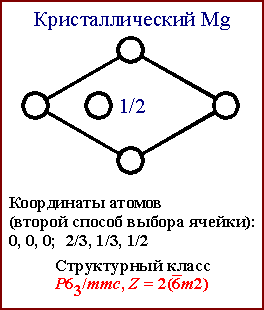 Кристаллический Mg
1/2
Координаты атомов
(второй способ выбора ячейки):
0, 0, 0; 2/3, 1/3, 1/2
Структурный класс
P6₃/mmc, Z = 2(6̅m2)